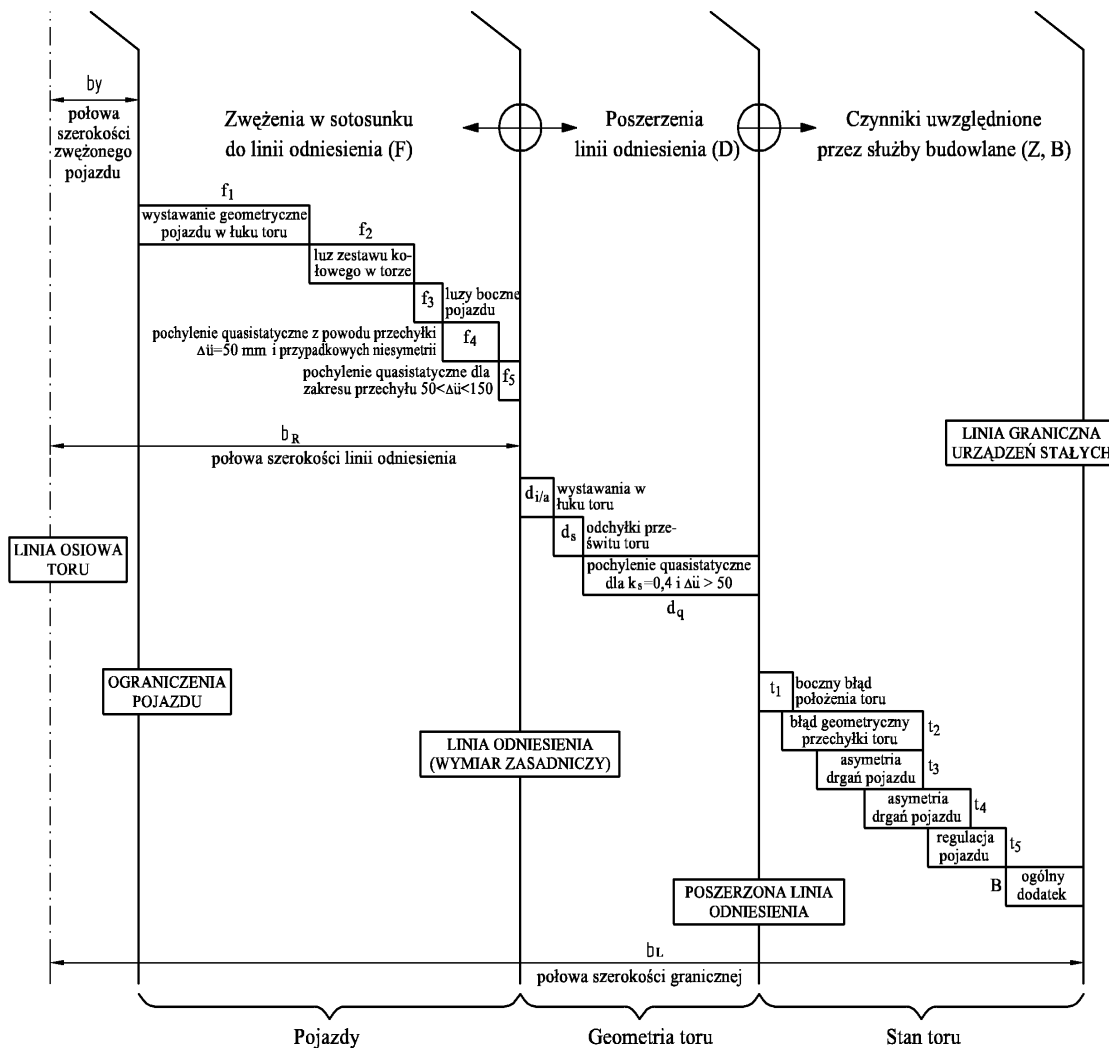 by
połowa
szerokości
zwężonego
pojazdu
Zwężenia w sotosunku
do linii odniesienia (F)
Poszerzenia
linii odniesienia (D)
Czynniki uwzględnione
przez służby budowlane (Z, B)
f1
wystawanie geometryczne
pojazdu w łuku toru
f2
luz zestawu ko-
łowego w torze
f3
luzy boczne
pojazdu
pochylenie quasistatyczne z powodu przechyłki
Δü=50 mm i przypadkowych niesymetrii
f4
pochylenie quasistatyczne dla
zakresu przechyłu 50<Δü<150
f5
bR
połowa szerokości linii odniesienia
LINIA GRANICZNA
URZĄDZEŃ STAŁYCH
di/a
wystawania w
łuku toru
ds
odchyłki prze-
świtu toru
pochylenie quasistatyczne
dla ks=0,4 i Δü > 50
dq
LINIA OSIOWA
TORU
OGRANICZENIA
POJAZDU
LINIA ODNIESIENIA
(WYMIAR ZASADNICZY)
t1
boczny błąd
położenia toru
błąd geometryczny
przechyłki toru
t2
asymetria
drgań pojazdu
t3
asymetria
drgań pojazdu
t4
regulacja
pojazdu
t5
B
ogólny
dodatek
POSZERZONA LINIA
ODNIESIENIA
bL
połowa szerokości granicznej
Pojazdy
Geometria toru
Stan toru